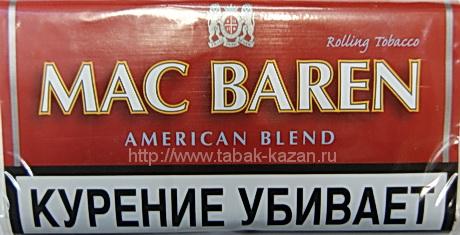 Rolling Tobacco
MAC BAREN
AMERICAN BLEND
http://www.tabak-kazan.ru
КУРЕНИЕ УБИВАЕТ